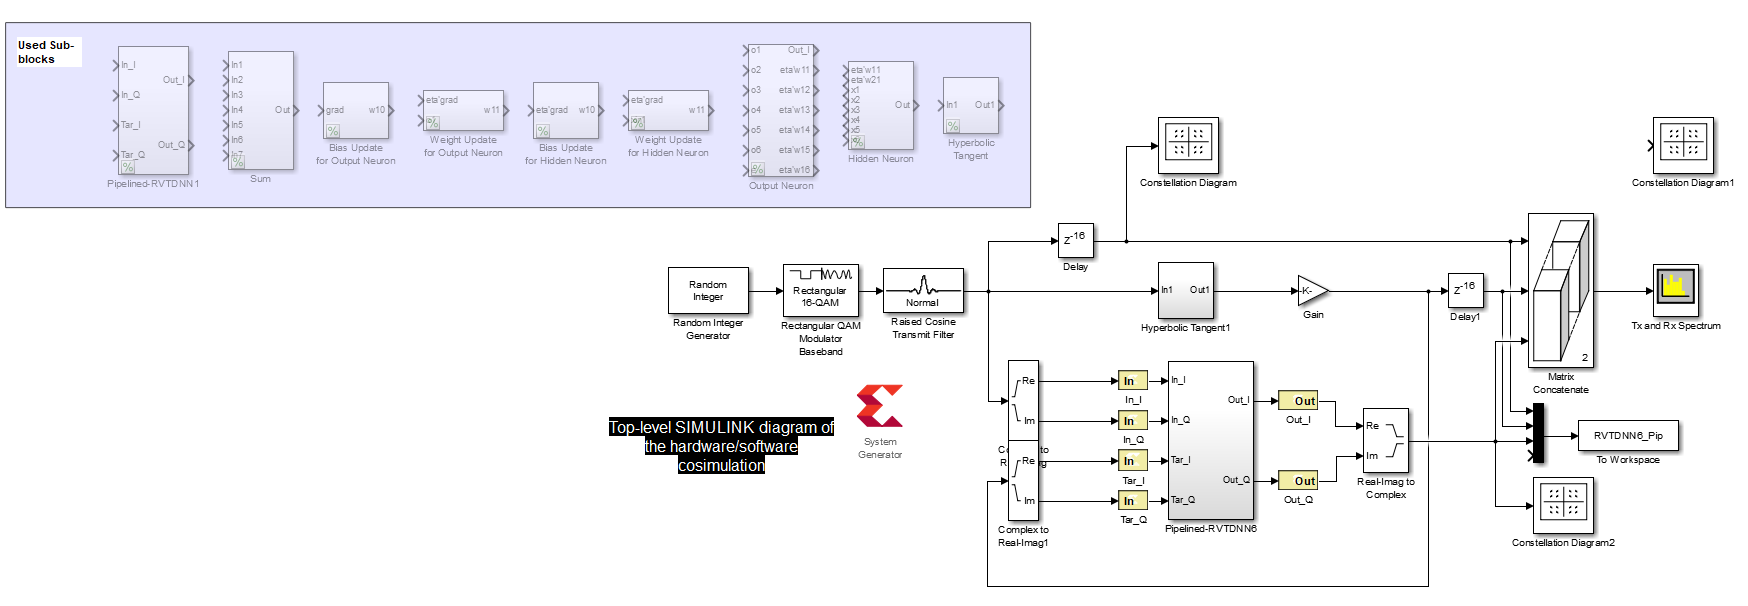 Used Sub-
blocks
In_I
In_Q
Tar_I
Tar_Q
Out_I
Out_Q
Pipelined-RVTDNN1
In1
In2
In3
In4
In5
In6
In7
Out
Sum
grad
w10
Bias Update
for Output Neuron
eta'grad
w11
Weight Update
for Output Neuron
eta'grad
w10
Bias Update
for Hidden Neuron
eta'grad
w11
Weight Update
for Hidden Neuron
o1
o2
o3
o4
o5
o6
Out_I
eta'w11
eta'w12
eta'w13
eta'w14
eta'w15
eta'w16
Output Neuron
eta'w11
eta'w21
x1
x2
x3
x4
x5
Out
Hidden Neuron
In1
Out1
Hyperbolic
Tangent
Constellation Diagram
Constellation Diagram1
z-16
Delay
Random
Integer
Random Integer
Generator
Rectangular
16-QAM
Rectangular QAM
Modulator
Baseband
Normal
Raised Cosine
Transmit Filter
In1
Out1
Hyperbolic Tangent1
-K-
Gain
z-16
Delay1
2
Matrix
Concatenate
Tx and Rx Spectrum
Top-level SIMULINK diagram of
the hardware/software
cosimulation
System
Generator
Re
Im
Re
Im
Complex to
Real-Imag1
In
In_I
In
In_Q
In
Tar_I
In
Tar_Q
In_I
In_Q
Tar_I
Tar_Q
Out_I
Out_Q
Pipelined-RVTDNN6
Out
Out_I
Out
Out_Q
Re
Im
Real-Imag to
Complex
RVTDNN6_Pip
To Workspace
Constellation Diagram2